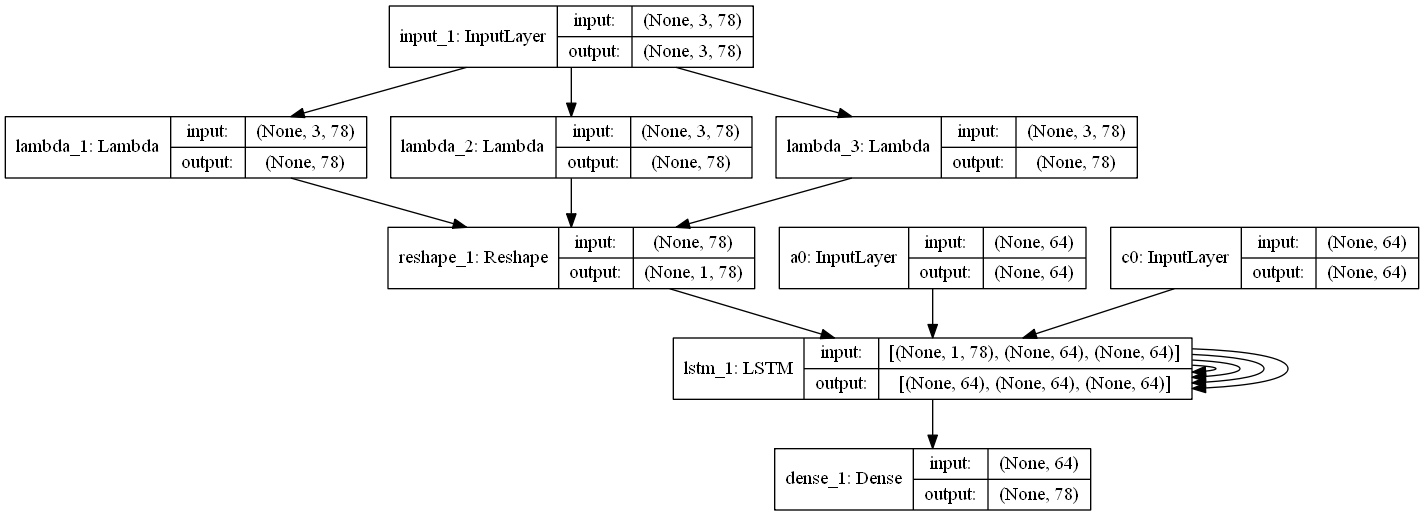 input_1: InputLayer
input: (None, 3, 78)
output: (None, 3, 78)
lambda_1: Lambda
input: (None, 3, 78)
output: (None, 78)
lambda_2: Lambda
input: (None, 3, 78)
output: (None, 78)
lambda_3: Lambda
input: (None, 3, 78)
output: (None, 78)
reshape_1: Reshape
input: (None, 78)
output: (None, 1, 78)
a0: InputLayer
input: (None, 64)
output: (None, 64)
c0: InputLayer
input: (None, 64)
output: (None, 64)
lstm_1: LSTM
input: [(None, 1, 78), (None, 64), (None, 64)]
output: [(None, 64), (None, 64), (None, 64)]
dense_1: Dense
input: (None, 64)
output: (None, 78)